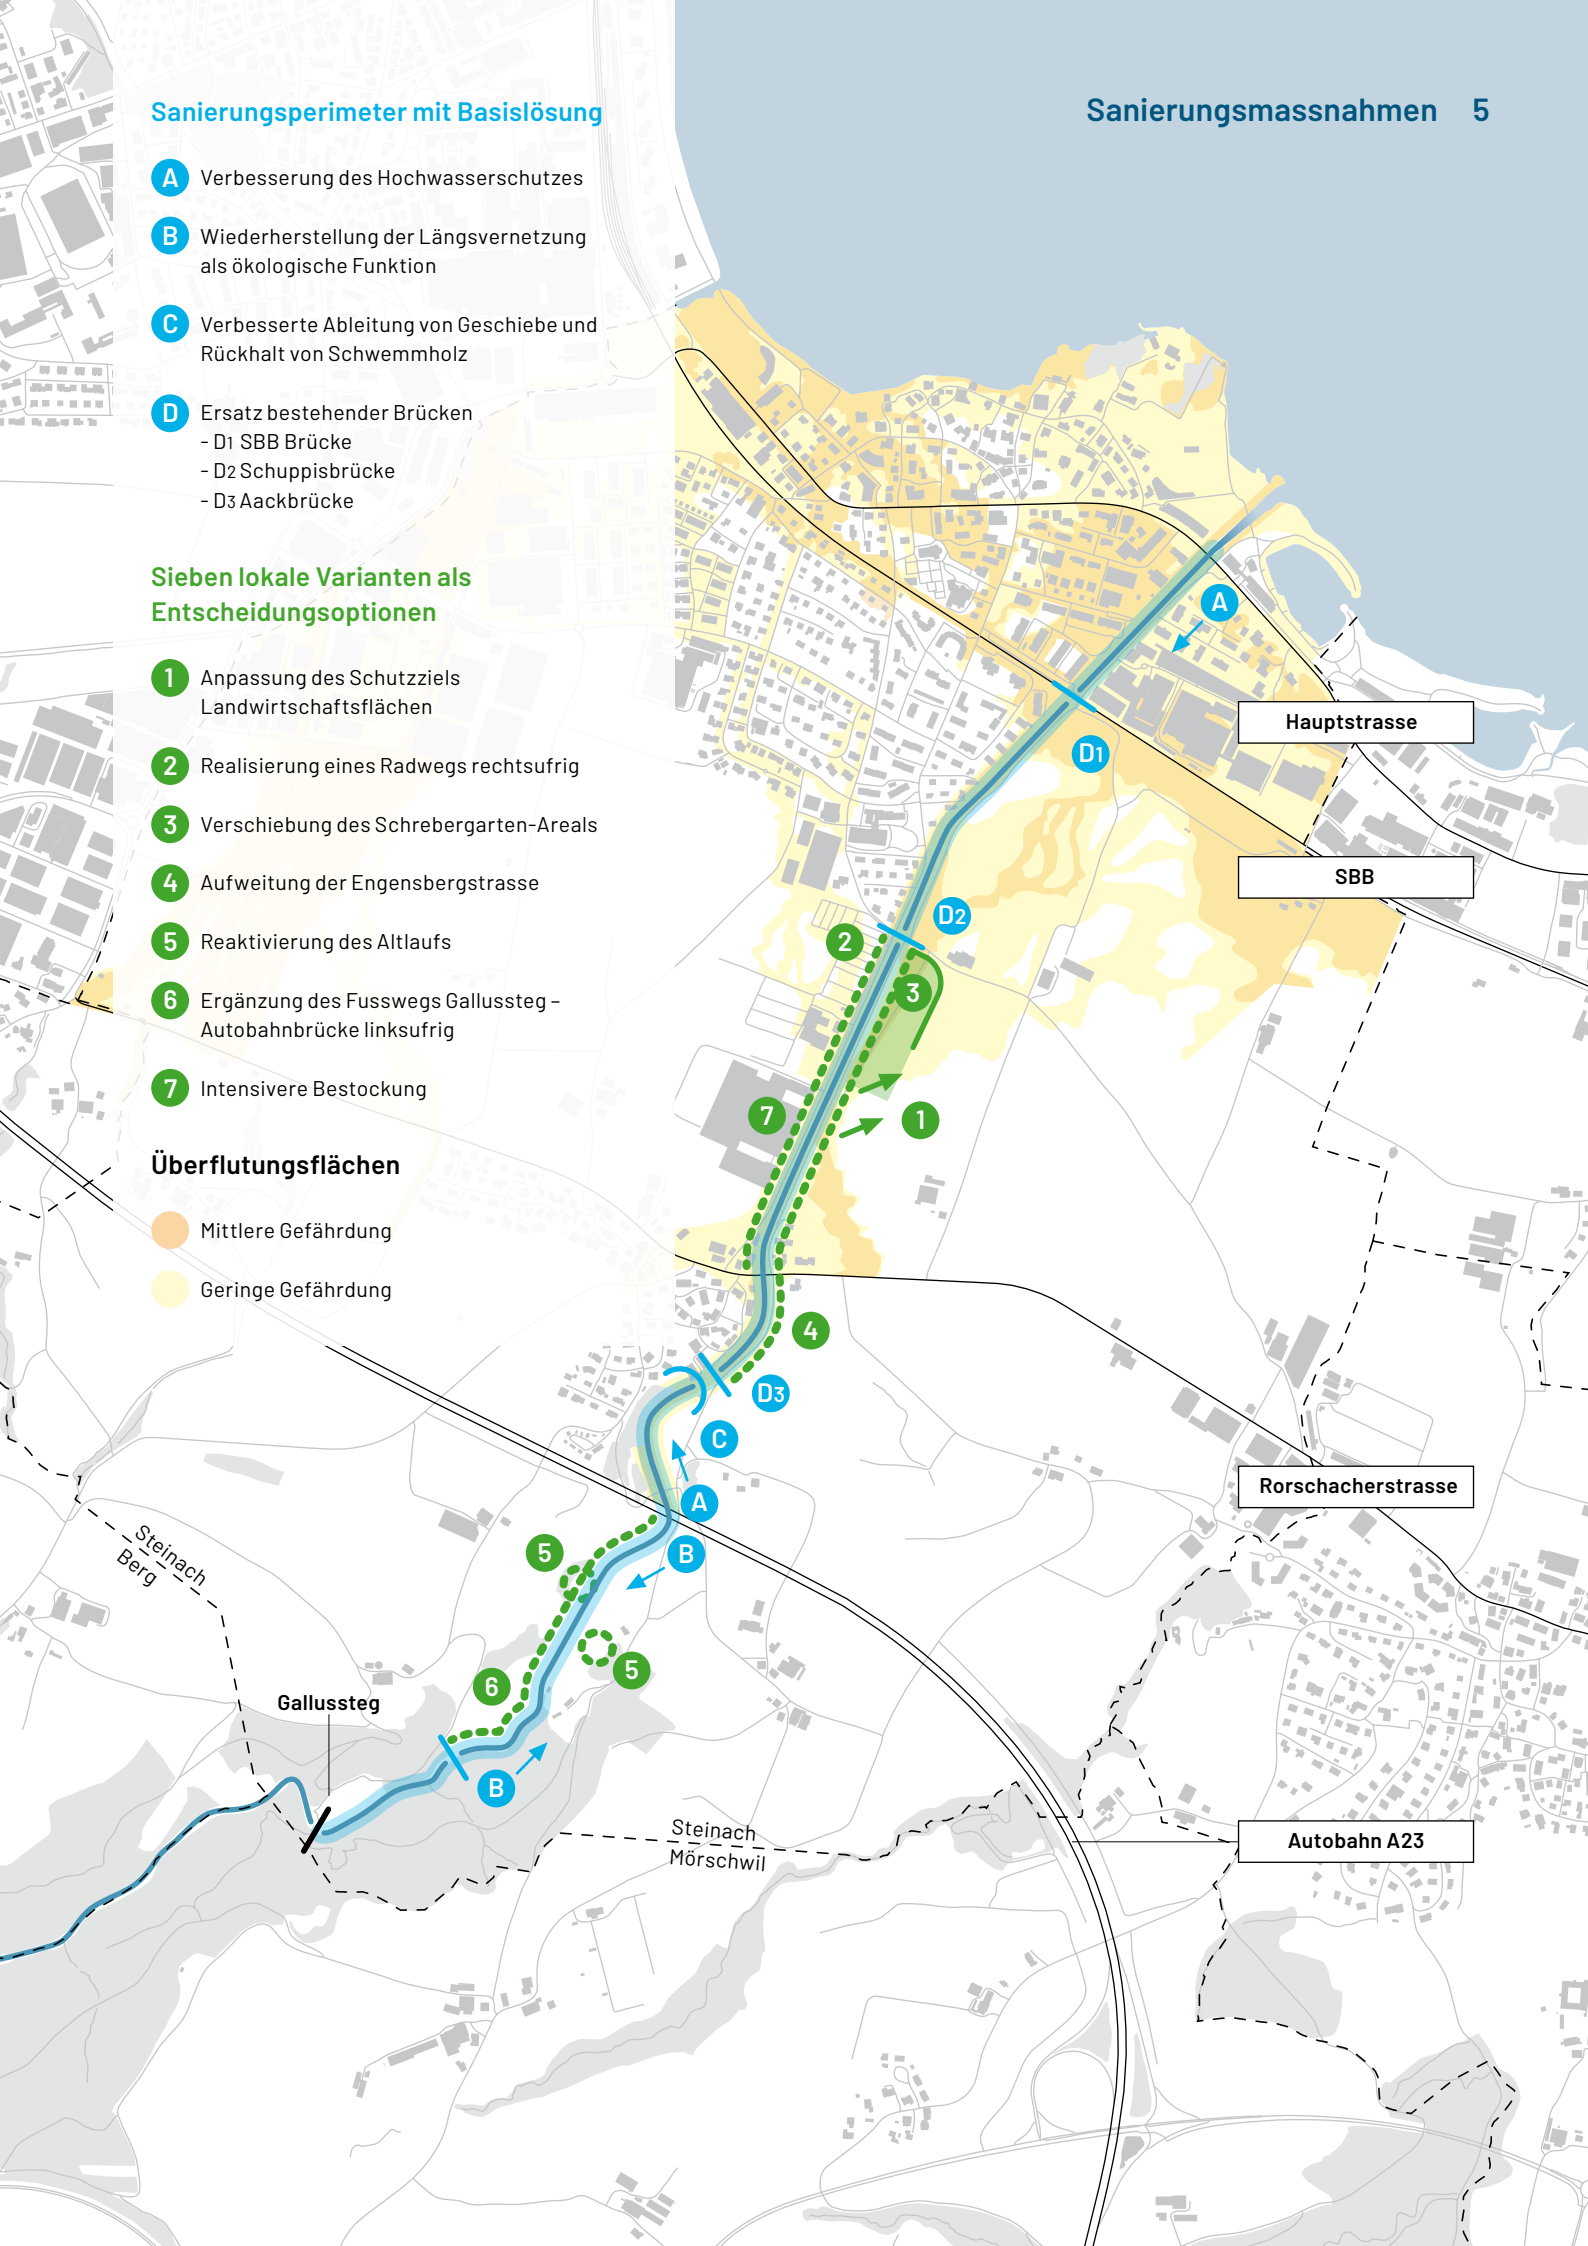 Sanierungsmassnahmen 5
Sanierungsperimeter mit Basislösung
A Verbesserung des Hochwasserschutzes
B Wiederherstellung der Längsvernetzung
als ökologische Funktion
C Verbesserte Ableitung von Geschiebe und
Rückhalt von Schwemmholz
D Ersatz bestehender Brücken
- D1 SBB Brücke
- D2 Schuppisbrücke
- D3 Aackbrücke
Sieben lokale Varianten als
Entscheidungsoptionen
1 Anpassung des Schutzziels
Landwirtschaftsflächen
2 Realisierung eines Radwegs rechtsufrig
3 Verschiebung des Schrebergarten-Areals
4 Aufweitung der Engensbergstrasse
5 Reaktivierung des Altlaufs
6 Ergänzung des Fusswegs Gallussteg –
Autobahnbrücke linksufrig
7 Intensivere Bestockung
Überflutungsflächen
Mittlere Gefährdung
Geringe Gefährdung
A
Hauptstrasse
D1
SBB
D2
2
3
7
1
4
D3
C
Rorschacherstrasse
A
5
B
Steinach
Berg
5
6
Gallussteg
B
Steinach
Mörschwil
Autobahn A23